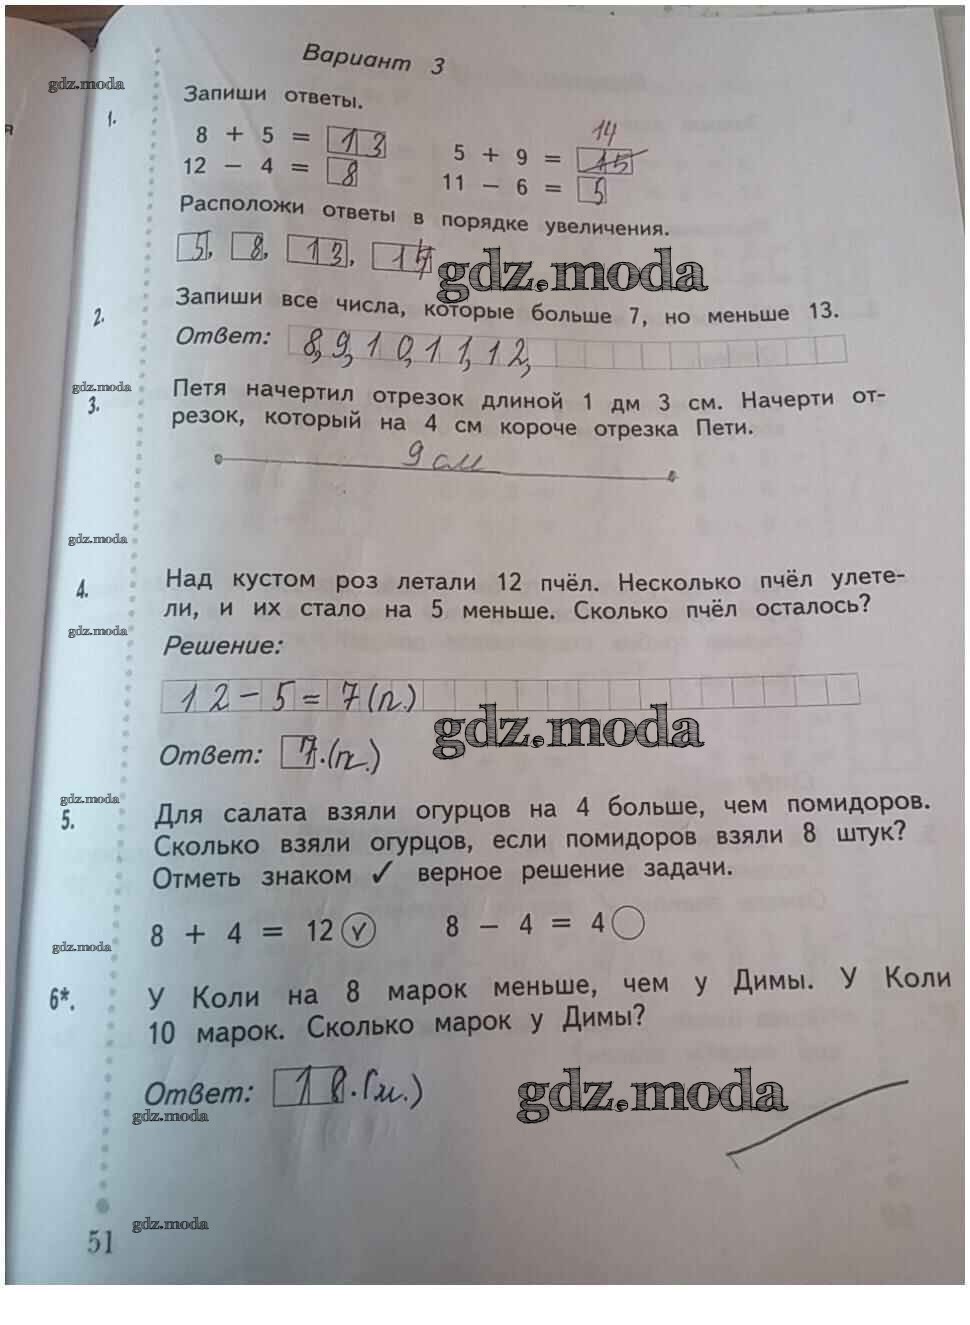 Вариант 3
gdz.moda
1. Запиши ответы.
8 + 5 = 13
14
5 + 9 = 15
12 - 4 = 8
11 - 6 = 5
Расположи ответы в порядке увеличения.
5, 8, 13, 14
gdz.moda
2. Запиши все числа, которые больше 7, но меньше 13.
Ответ: 8, 9, 10, 11, 12,
gdz.moda
3. Петя начертил отрезок длиной 1 дм 3 см. Начерти от-
резок, который на 4 см короче отрезка Пети.
9 см
gdz.moda
4. Над кустом роз летали 12 пчёл. Несколько пчёл улете-
ли, и их стало на 5 меньше. Сколько пчёл осталось?
gdz.moda
Решение:
12 - 5 = 7 (п.)
gdz.moda
Ответ: 7. (п.)
gdz.moda
5. Для салата взяли огурцов на 4 больше, чем помидоров.
Сколько взяли огурцов, если помидоров взяли 8 штук?
Отметь знаком ✓ верное решение задачи.
8 + 4 = 12 ✓ 8 - 4 = 4
gdz.moda
6*. У Коли на 8 марок меньше, чем у Димы. У Коли
10 марок. Сколько марок у Димы?
gdz.moda
Ответ: 18. (м.)
gdz.moda
gdz.moda
51